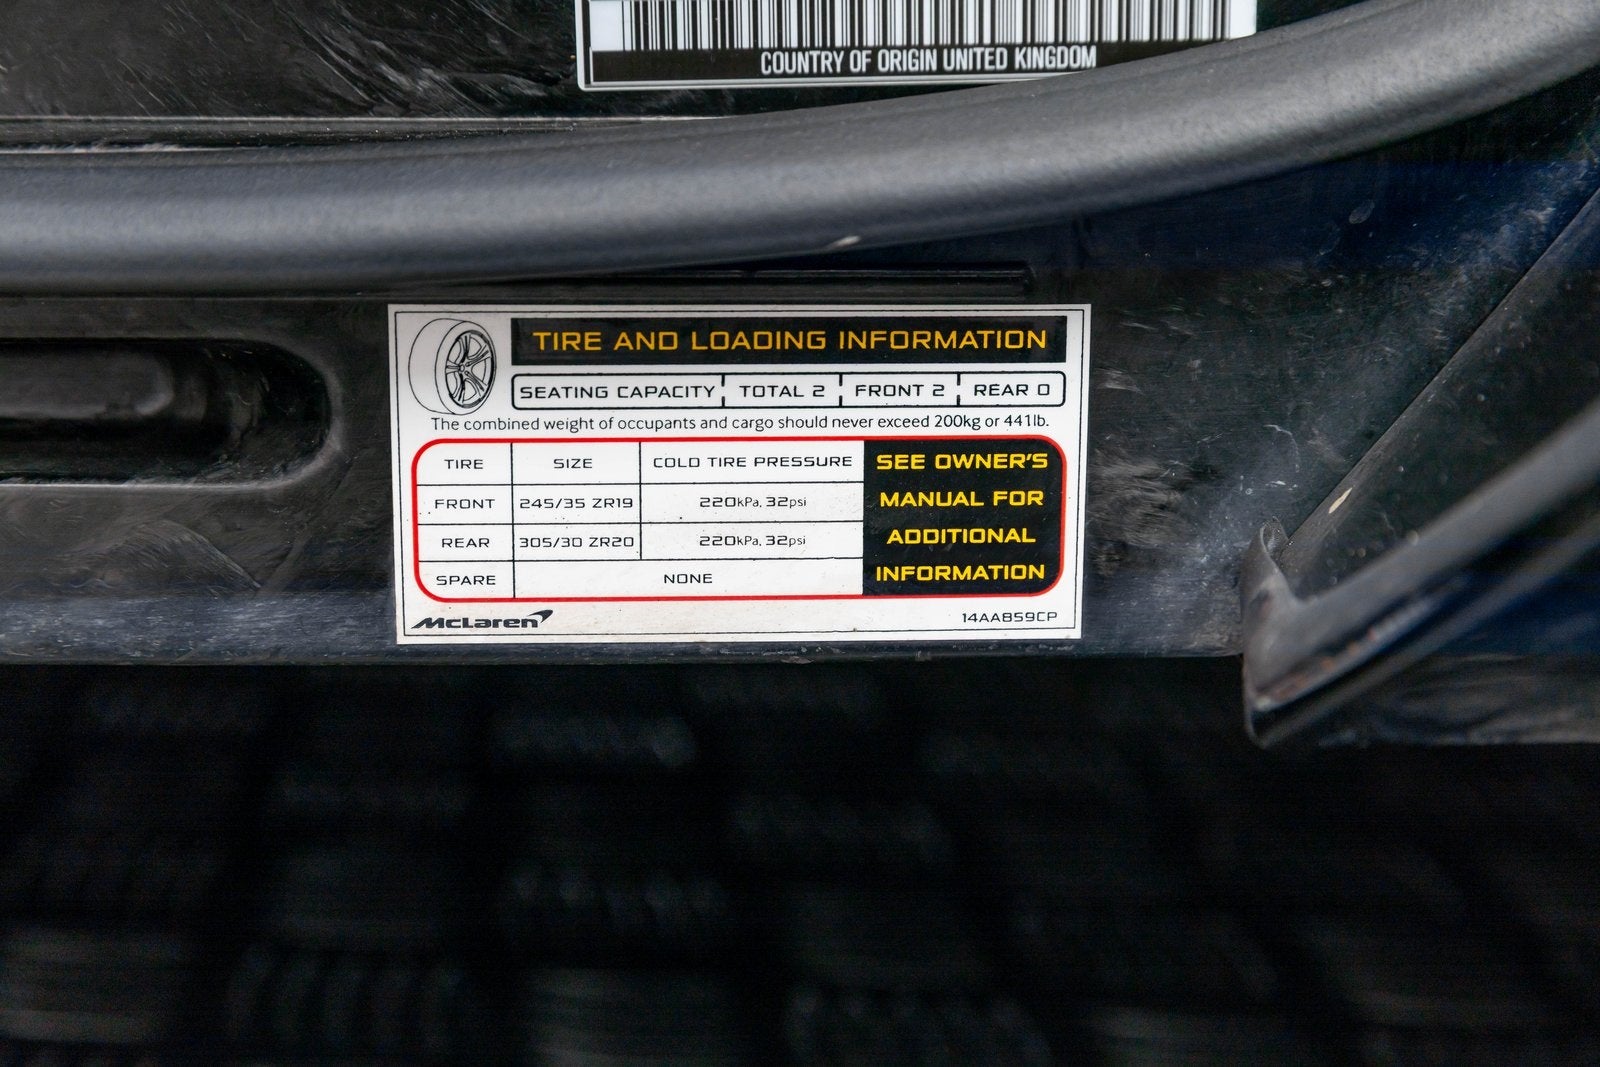 COUNTRY OF ORIGIN UNITED KINGDOM
TIRE AND LOADING INFORMATION
SEATING CAPACITY TOTAL 2 FRONT 2 REAR 0
The combined weight of occupants and cargo should never exceed 200kg or 441lb.
TIRE SIZE COLD TIRE PRESSURE
FRONT 245/35 ZR19 220kPa, 32psi
REAR 305/30 ZR20 220kPa, 32psi
SPARE NONE
SEE OWNER'S
MANUAL FOR
ADDITIONAL
INFORMATION
McLaren 14AA859CP